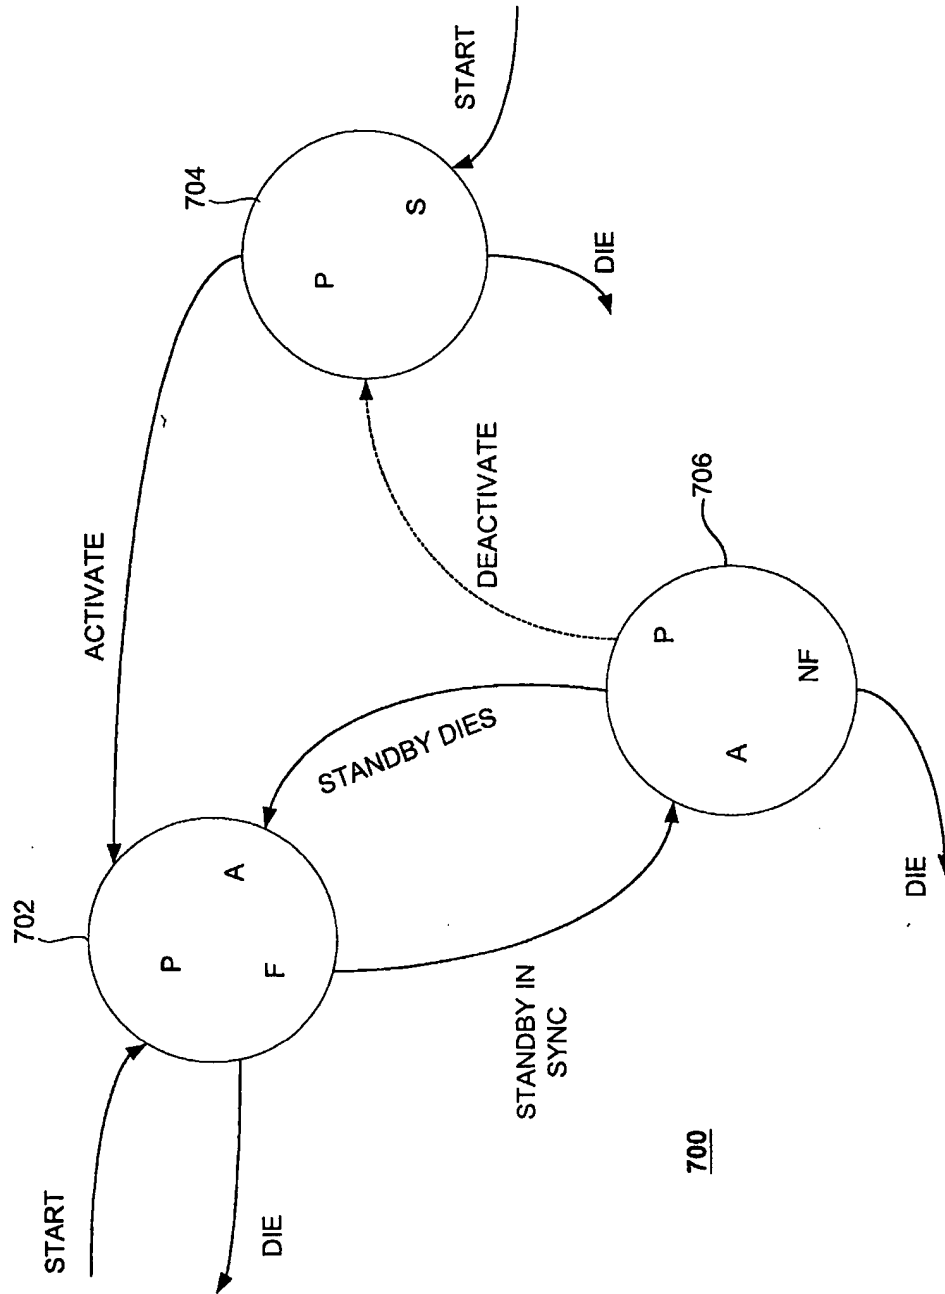 START
702
P
A
F
DIE
ACTIVATE
704
P
S
START
DIE
STANDBY DIES
DEACTIVATE
STANDBY IN
SYNC
706
P
A
NF
DIE
700